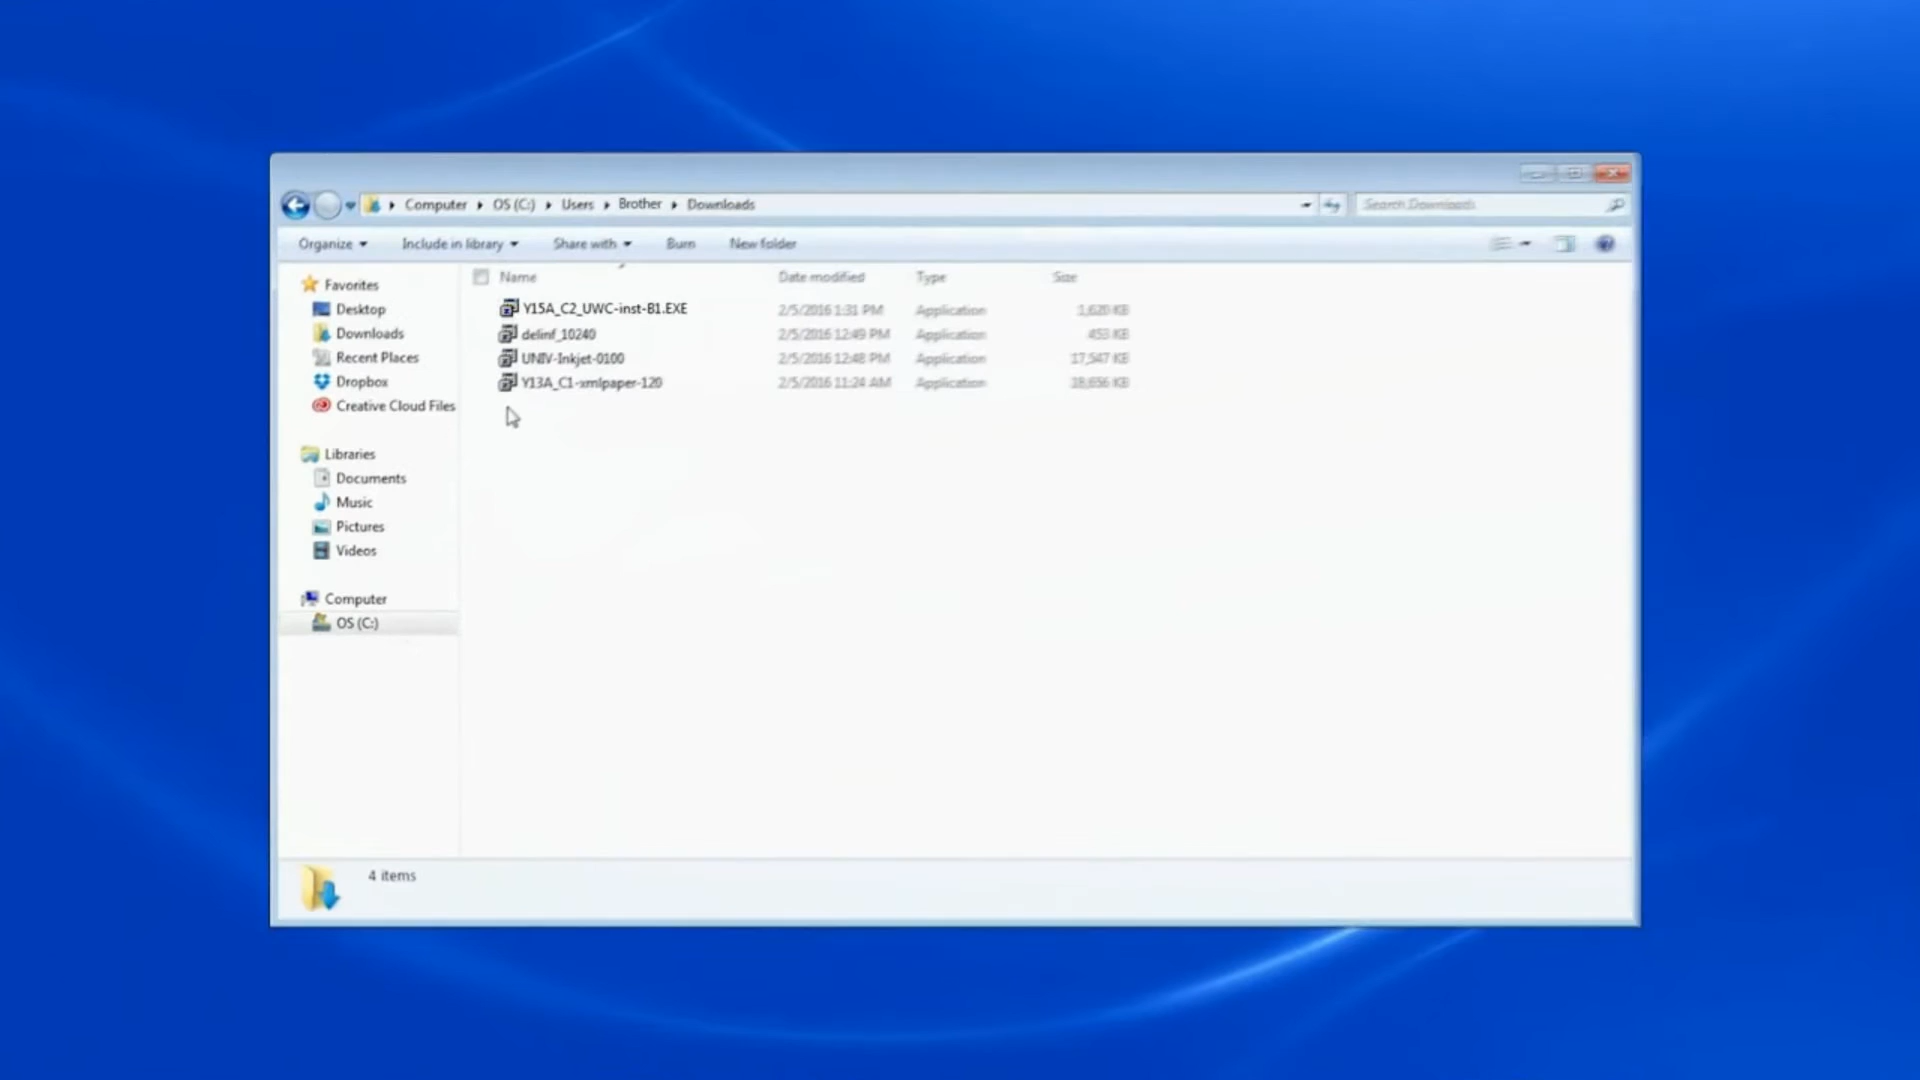 Computer OS (C:) Users Brother Downloads Search Downloads
Organize Include in library Share with Burn New folder
Name Date modified Type Size
Favorites
Desktop
Downloads
Recent Places
Dropbox
Creative Cloud Files
Libraries
Documents
Music
Pictures
Videos
Computer
OS (C:)
Y15A_C2_UWC-inst-B1.EXE 2/5/2016 1:31 PM Application 1,620 KB
delinf_10240 2/5/2016 12:49 PM Application 453 KB
UNIV-Inkjet-0100 2/5/2016 12:48 PM Application 17,547 KB
Y13A_C1-xmlpaper-120 2/5/2016 11:24 AM Application KB
4 items